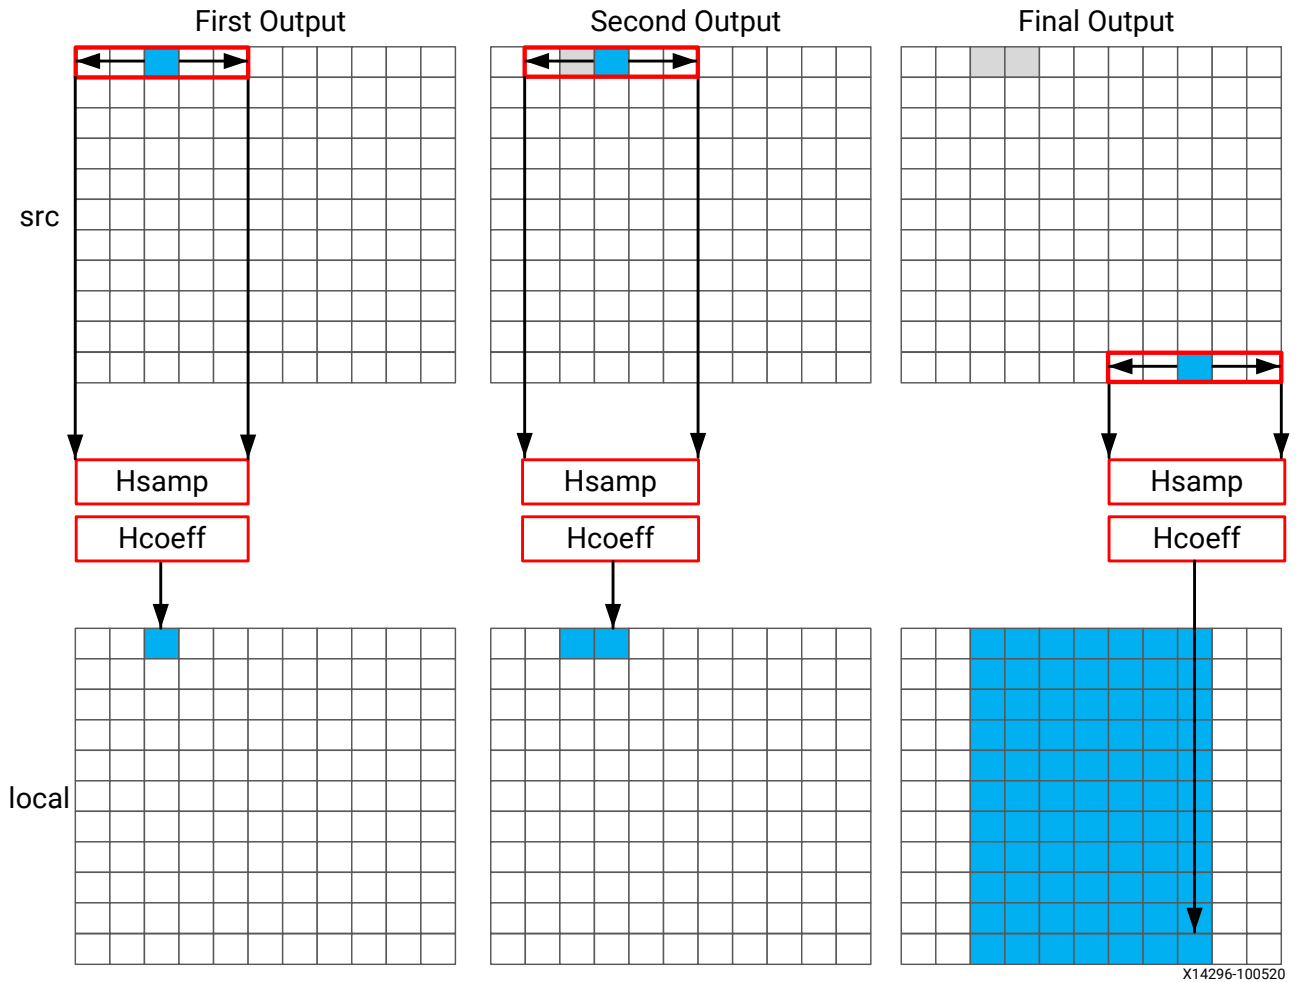 First Output
Second Output
Final Output
src
Hsamp
Hsamp
Hsamp
Hcoeff
Hcoeff
Hcoeff
local
X14296-100520